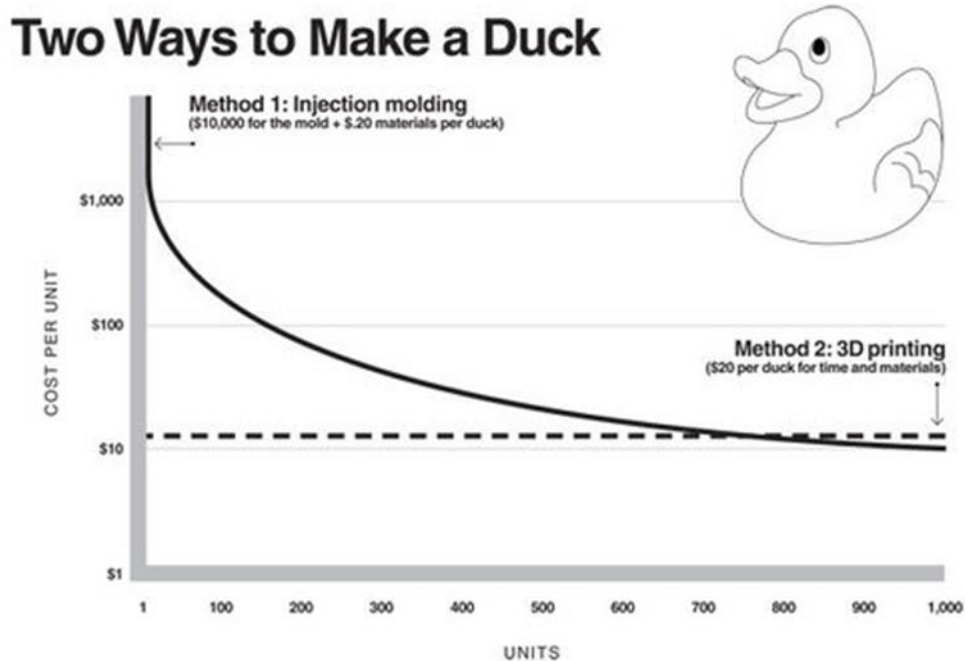 Two Ways to Make a Duck
Method 1: Injection molding
($10,000 for the mold + $.20 materials per duck)
$1,000
$100
Method 2: 3D printing
($20 per duck for time and materials)
$10
$1
COST PER UNIT
1 100 200 300 400 500 600 700 800 900 1,000
UNITS